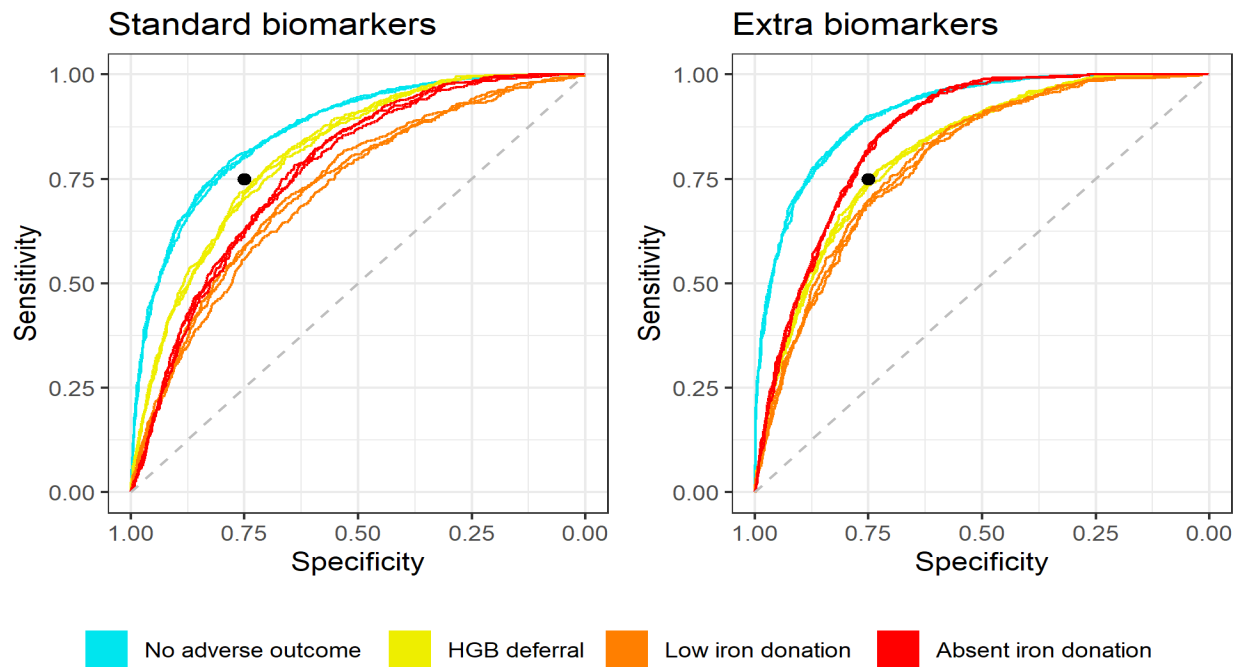 Standard biomarkers
Extra biomarkers
Sensitivity
1.00
0.75
0.50
0.25
0.00
1.00 0.75 0.50 0.25 0.00
Specificity
Sensitivity
1.00
0.75
0.50
0.25
0.00
1.00 0.75 0.50 0.25 0.00
Specificity
No adverse outcome HGB deferral Low iron donation Absent iron donation